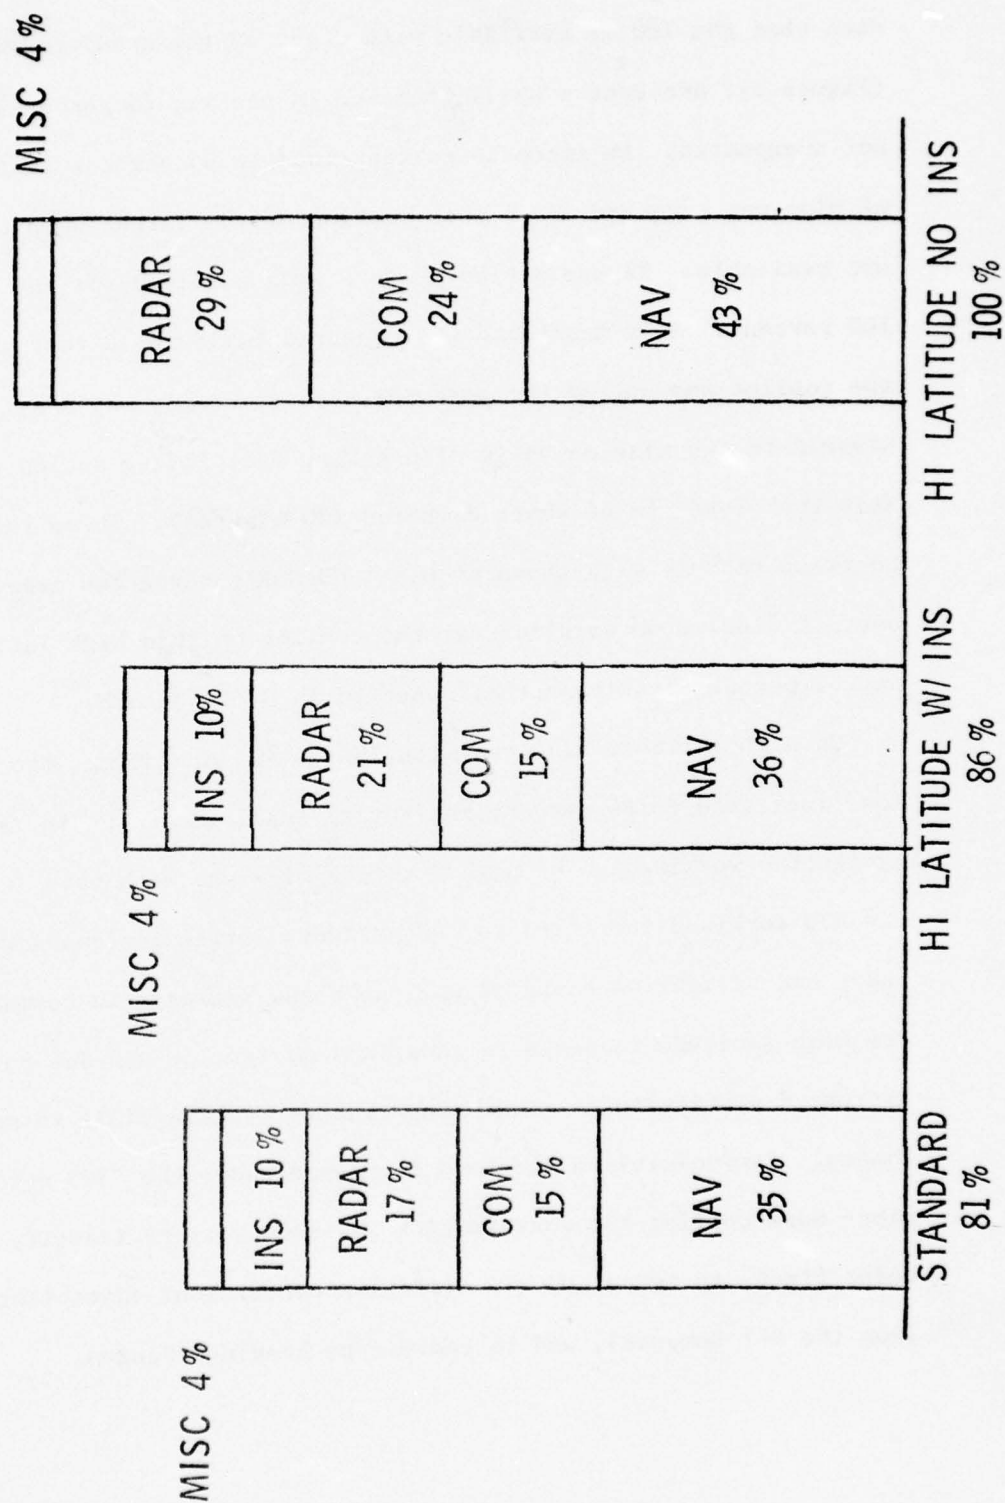 MISC 4%
INS 10%
RADAR
17%
COM
15%
NAV
35%
STANDARD
81%
MISC 4%
INS 10%
RADAR
21%
COM
15%
NAV
36%
HI LATITUDE W/ INS
86%
MISC 4%
RADAR
29%
COM
24%
NAV
43%
HI LATITUDE NO INS
100%